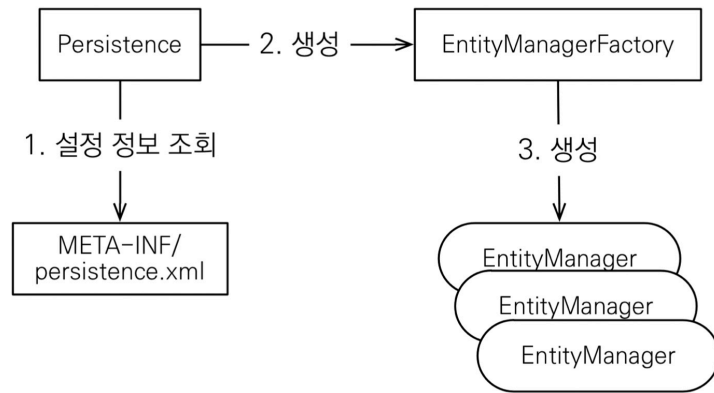 Persistence
2. 생성
EntityManagerFactory
1. 설정 정보 조회
3. 생성
META-INF/
persistence.xml
EntityManager
EntityManager
EntityManager